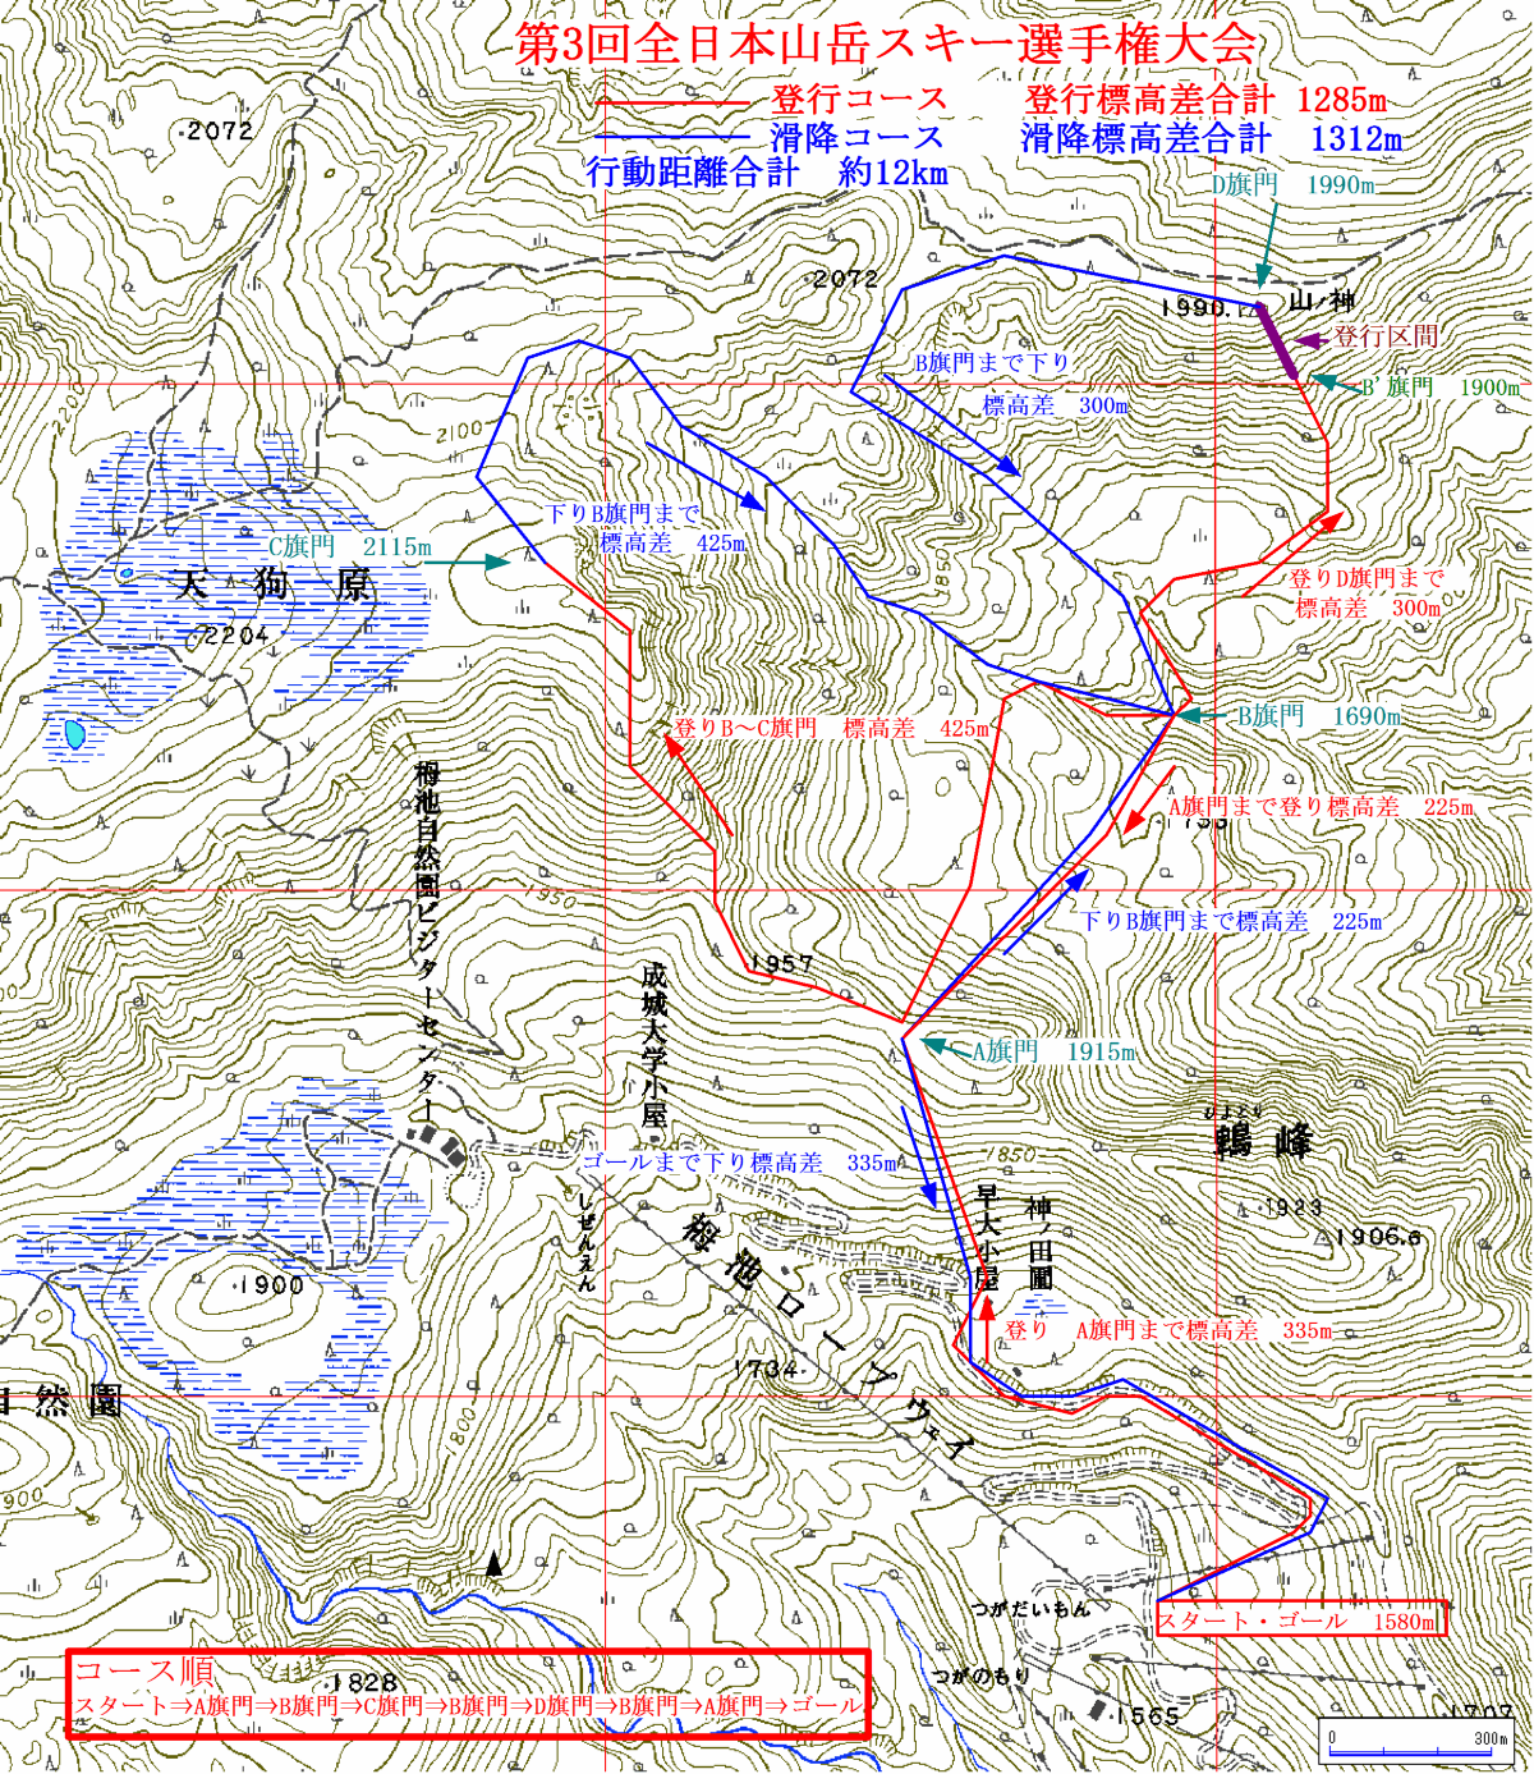 第3回全日本山岳スキー選手権大会
登行コース 登行標高差合計 1285m
滑降コース 滑降標高差合計 1312m
行動距離合計 約12km
D旗門 1990m
2072
2072
1990.
山ノ神
登行区間
B'旗門 1900m
B旗門まで下り
標高差 300m
2200
2100
下りB旗門まで
標高差 425m
C旗門 2115m
天狗原
2204
1850
登りD旗門まで
標高差 300m
登りB～C旗門 標高差 425m
B旗門 1690m
A旗門まで登り標高差 225m
栂池自然園ビジターセンター
1950
下りB旗門まで標高差 225m
1957
成城大学小屋
A旗門 1915m
ひよどり
鵯峰
1850
ゴールまで下り標高差 335m
1923
1906.6
しぜんえん
栂池ロープウェイ
早大小屋
神ノ田圃
1900
登り A旗門まで標高差 335m
1734
自然園
1800
900
つがだいもん
スタート・ゴール 1580m
つがのもり
1565
1707
1828
コース順
スタート⇒A旗門⇒B旗門⇒C旗門⇒B旗門⇒D旗門⇒B旗門⇒A旗門⇒ゴール
0 300m